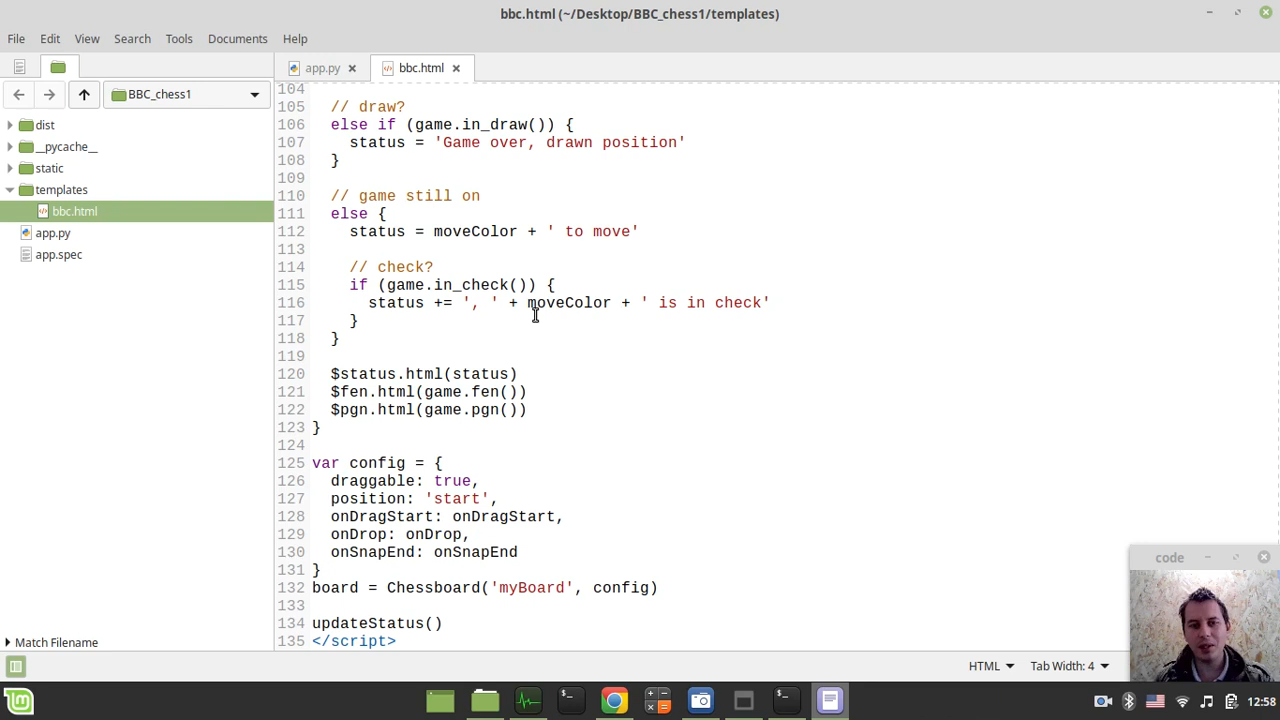 bbc.html (~/Desktop/BBC_chess1/templates)
File Edit View Search Tools Documents Help
app.py bbc.html
BBC_chess1
dist
__pycache__
static
templates
bbc.html
app.py
app.spec
Match Filename
104
105 // draw?
106 else if (game.in_draw()) {
107 status = 'Game over, drawn position'
108 }
109
110 // game still on
111 else {
112 status = moveColor + ' to move'
113
114 // check?
115 if (game.in_check()) {
116 status += ', ' + moveColor + ' is in check'
117 }
118 }
119
120 $status.html(status)
121 $fen.html(game.fen())
122 $pgn.html(game.pgn())
123 }
124
125 var config = {
126 draggable: true,
127 position: 'start',
128 onDragStart: onDragStart,
129 onDrop: onDrop,
130 onSnapEnd: onSnapEnd
131 }
132 board = Chessboard('myBoard', config)
133
134 updateStatus()
135 </script>
code
HTML Tab Width: 4
12:58